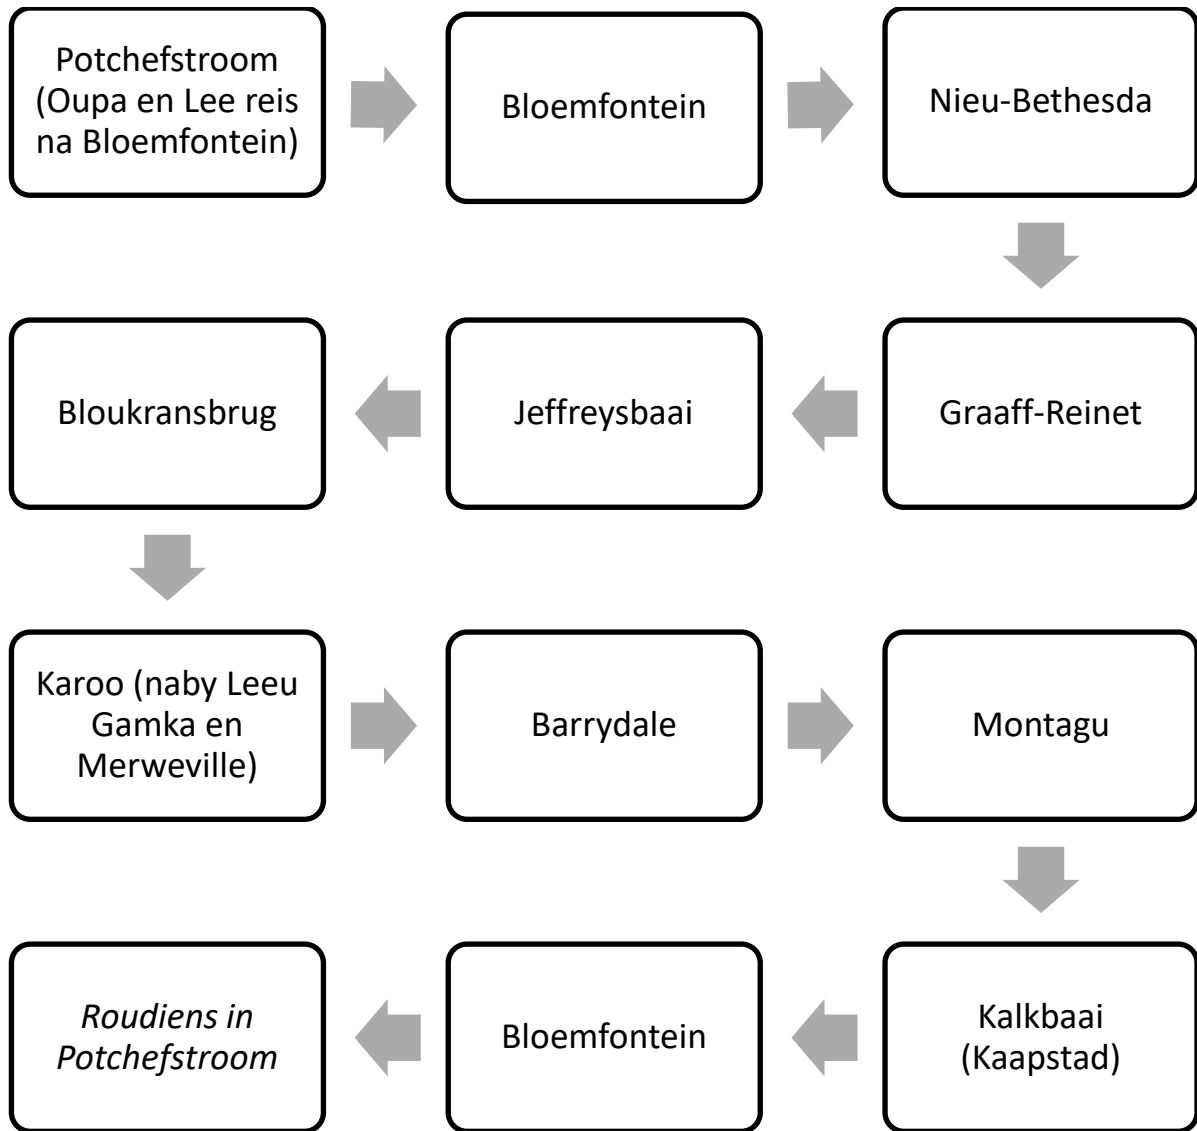 Potchefstroom
(Oupa en Lee reis
na Bloemfontein)
Bloemfontein
Nieu-Bethesda
Graaff-Reinet
Jeffreysbaai
Bloukransbrug
Karoo (naby Leeu
Gamka en
Merweville)
Barrydale
Montagu
Kalkbaai
(Kaapstad)
Bloemfontein
Roudiens in
Potchefstroom